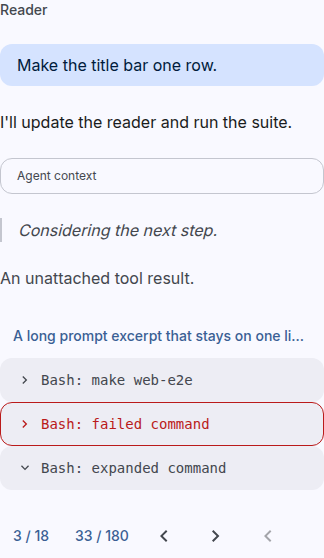 Reader
Make the title bar one row.
I'll update the reader and run the suite.
Agent context
Considering the next step.
An unattached tool result.
A long prompt excerpt that stays on one li...
Bash: make web-e2e
Bash: failed command
Bash: expanded command
3 / 18 33 / 180